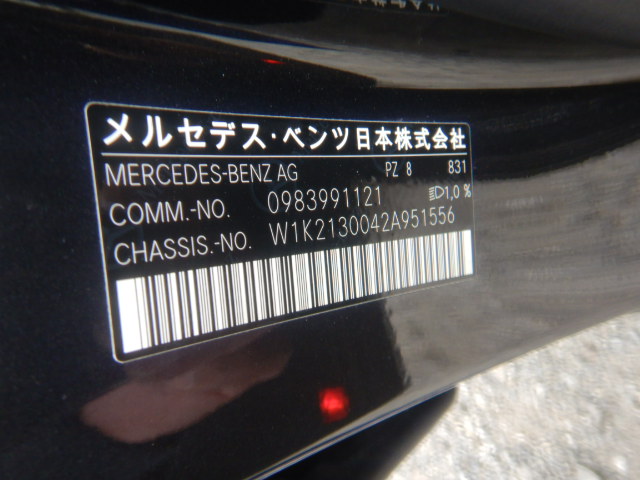 メルセデス・ベンツ日本株式会社
MERCEDES-BENZ AG PZ 8 831
COMM.-NO. 0983991121 1,0 %
CHASSIS.-NO. W1K2130042A951556